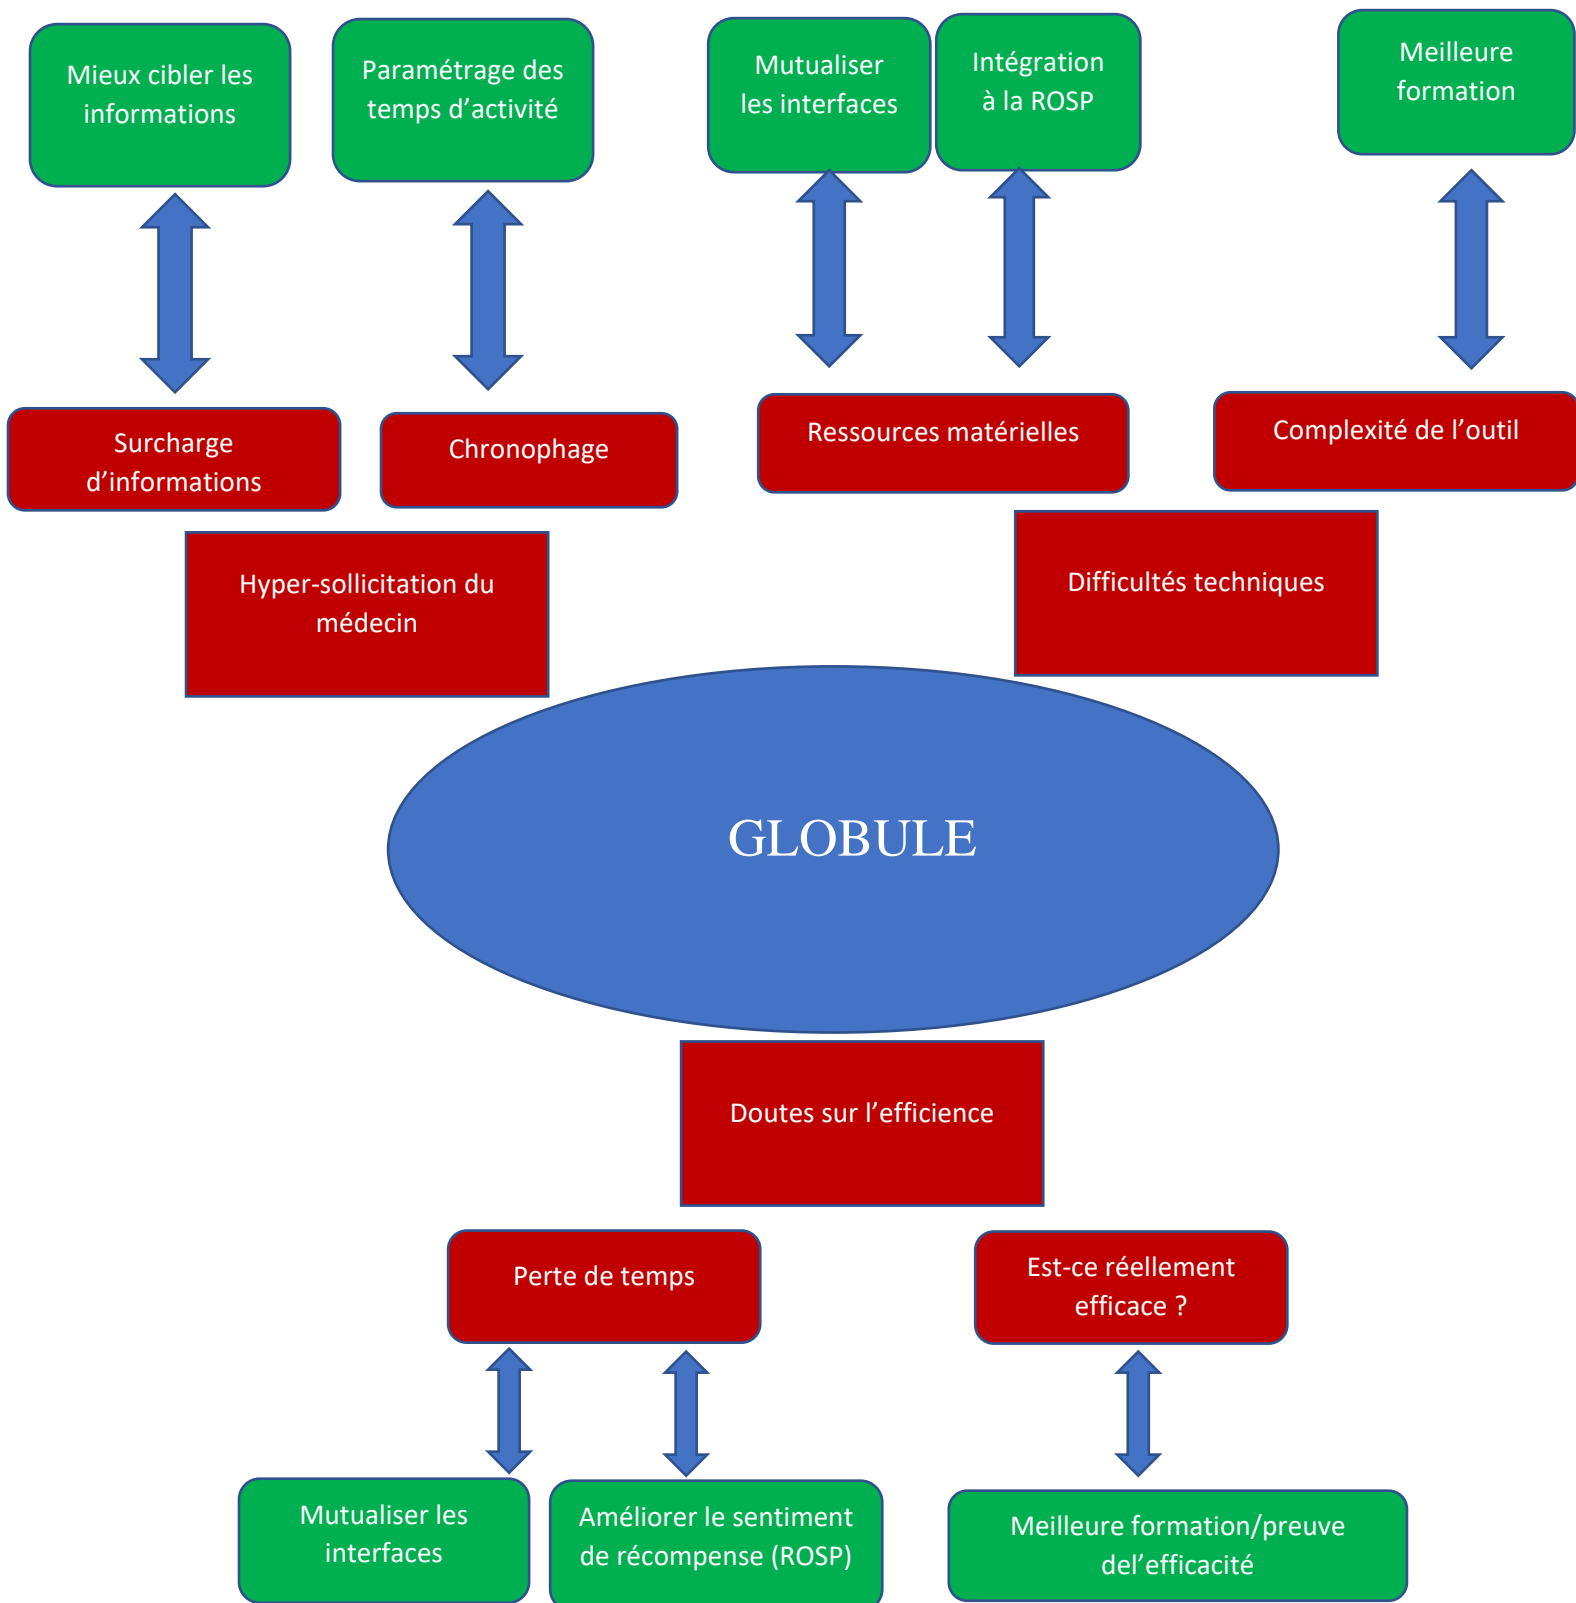 Mieux cibler les
informations
Paramétrage des
temps d’activité
Mutualiser
les interfaces
Intégration
à la ROSP
Meilleure
formation
Surcharge
d’informations
Chronophage
Ressources matérielles
Complexité de l’outil
Hyper-sollicitation du
médecin
Difficultés techniques
GLOBULE
Doutes sur l’efficience
Perte de temps
Est-ce réellement
efficace ?
Mutualiser les
interfaces
Améliorer le sentiment
de récompense (ROSP)
Meilleure formation/preuve
del’efficacité